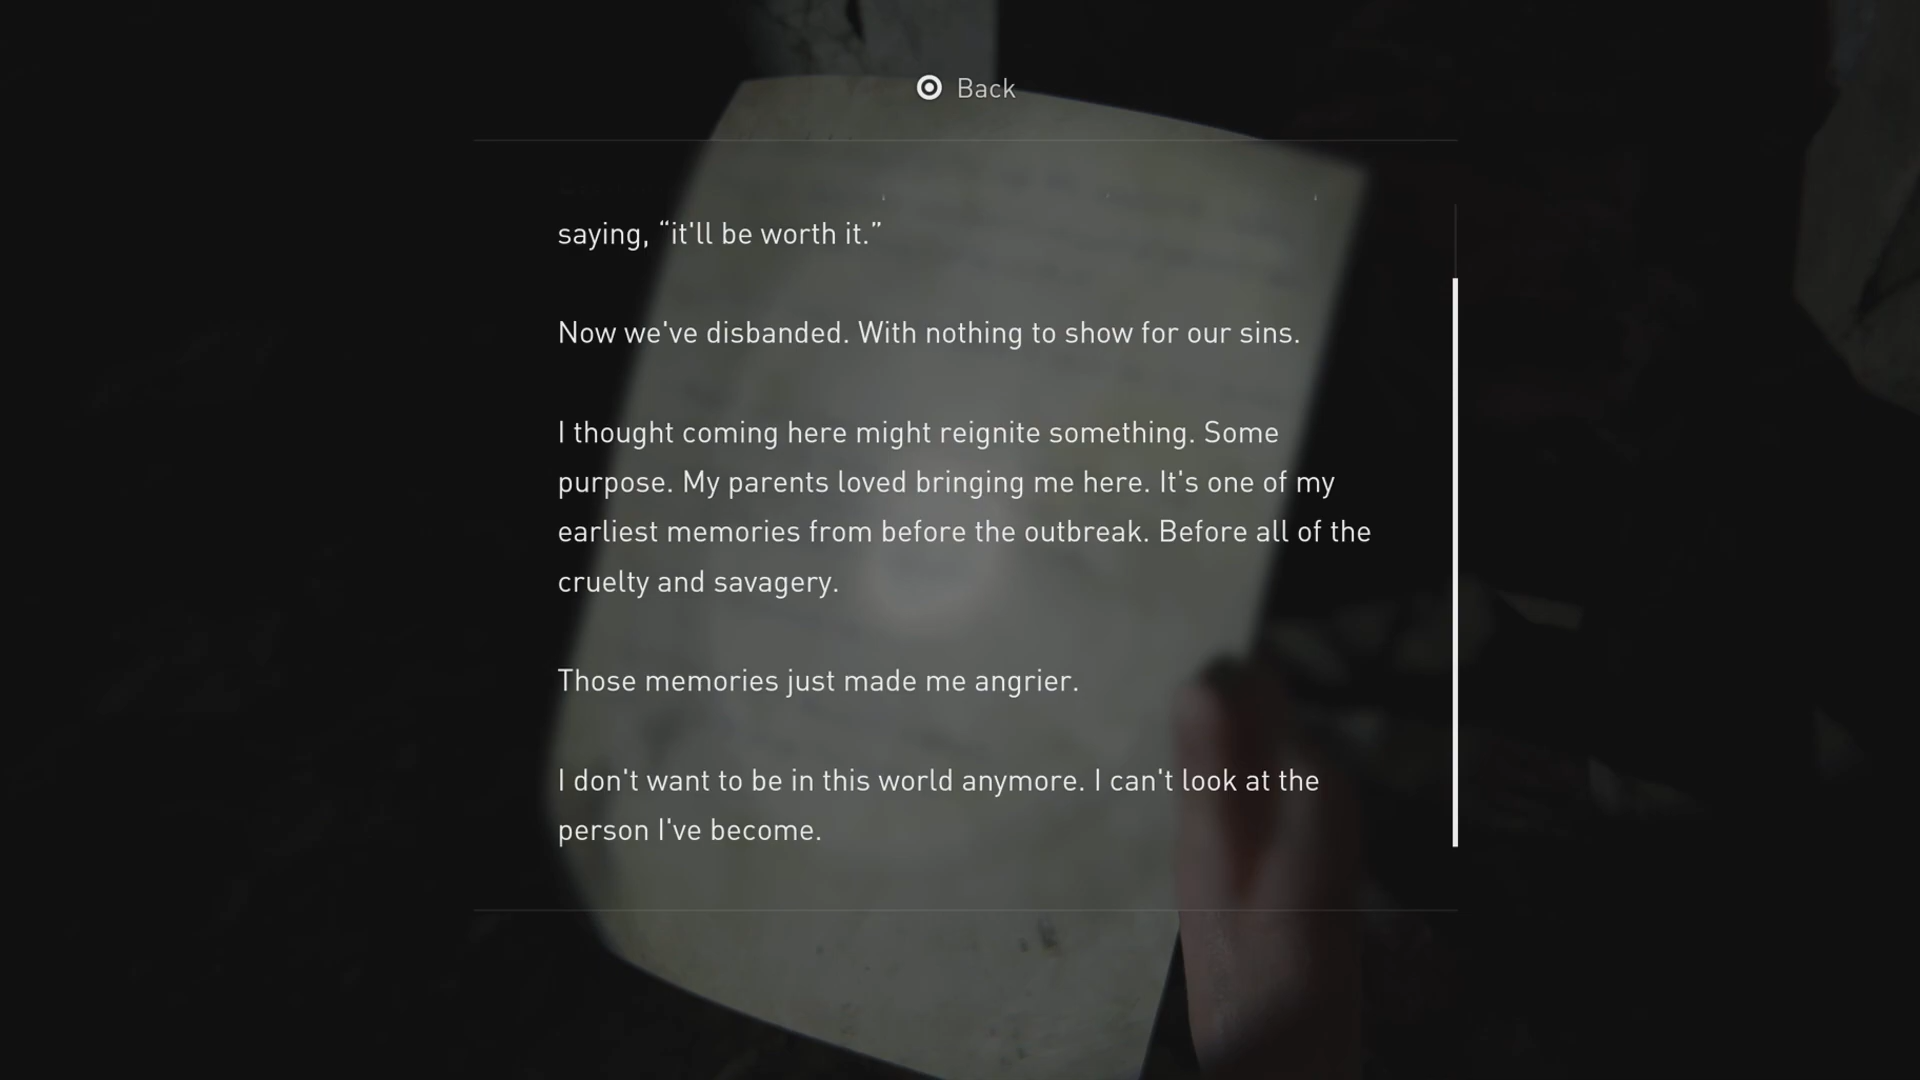 Back
saying, “it'll be worth it.”
Now we've disbanded. With nothing to show for our sins.
I thought coming here might reignite something. Some
purpose. My parents loved bringing me here. It's one of my
earliest memories from before the outbreak. Before all of the
cruelty and savagery.
Those memories just made me angrier.
I don't want to be in this world anymore. I can't look at the
person I've become.